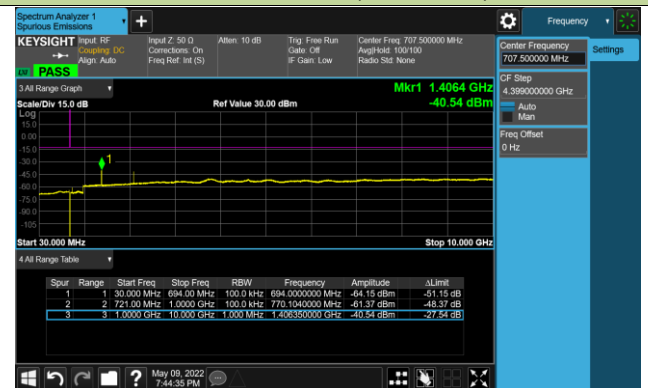 Spectrum Analyzer 1
Spurious Emissions
Frequency
KEYSIGHT
Input: RF
Coupling: DC
Align: Auto
Input Z: 50 Ω
Corrections: On
Freq Ref: Int (S)
Atten: 10 dB
Trig: Free Run
Gate: Off
IF Gain: Low
Center Freq: 707.500000 MHz
Avg|Hold: 100/100
Radio Std: None
PASS
Center Frequency
707.500000 MHz
Settings
CF Step
4.399000000 GHz
Auto
Man
Freq Offset
0 Hz
3 All Range Graph
Mkr1 1.4064 GHz
Scale/Div 15.0 dB
Ref Value 30.00 dBm
-40.54 dBm
Log
15.0
0.00
-15.0
-30.0
-45.0
-60.0
-75.0
-90.0
-105
1
Start 30.000 MHz
Stop 10.000 GHz
4 All Range Table
Spur Range Start Freq Stop Freq RBW Frequency Amplitude ΔLimit
1 1 30.000 MHz 694.00 MHz 100.0 kHz 694.0000000 MHz -64.15 dBm -51.15 dB
2 2 721.00 MHz 1.0000 GHz 100.0 kHz 770.1040000 MHz -61.37 dBm -48.37 dB
3 3 1.0000 GHz 10.000 GHz 1.000 MHz 1.406350000 GHz -40.54 dBm -27.54 dB
May 09, 2022
7:44:35 PM